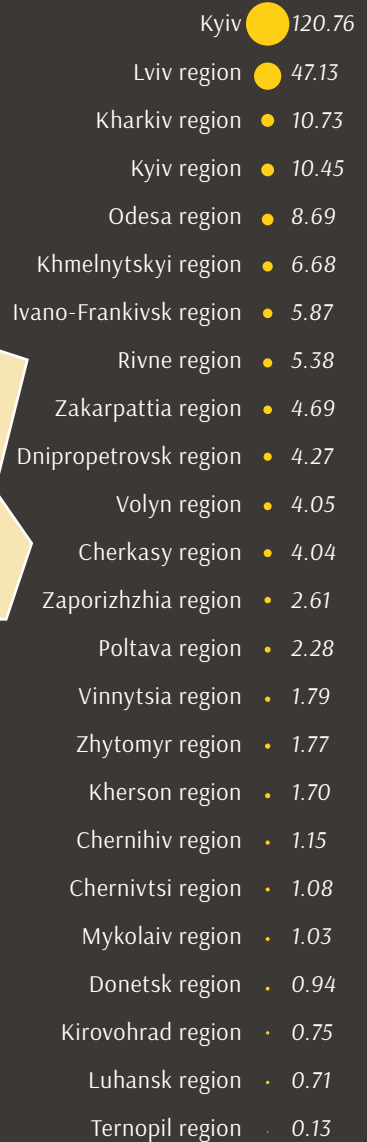 Kyiv 120.76
Lviv region 47.13
Kharkiv region 10.73
Kyiv region 10.45
Odesa region 8.69
Khmelnytskyi region 6.68
Ivano-Frankivsk region 5.87
Rivne region 5.38
Zakarpattia region 4.69
Dnipropetrovsk region 4.27
Volyn region 4.05
Cherkasy region 4.04
Zaporizhzhia region 2.61
Poltava region 2.28
Vinnytsia region 1.79
Zhytomyr region 1.77
Kherson region 1.70
Chernihiv region 1.15
Chernivtsi region 1.08
Mykolaiv region 1.03
Donetsk region 0.94
Kirovohrad region 0.75
Luhansk region 0.71
Ternopil region 0.13